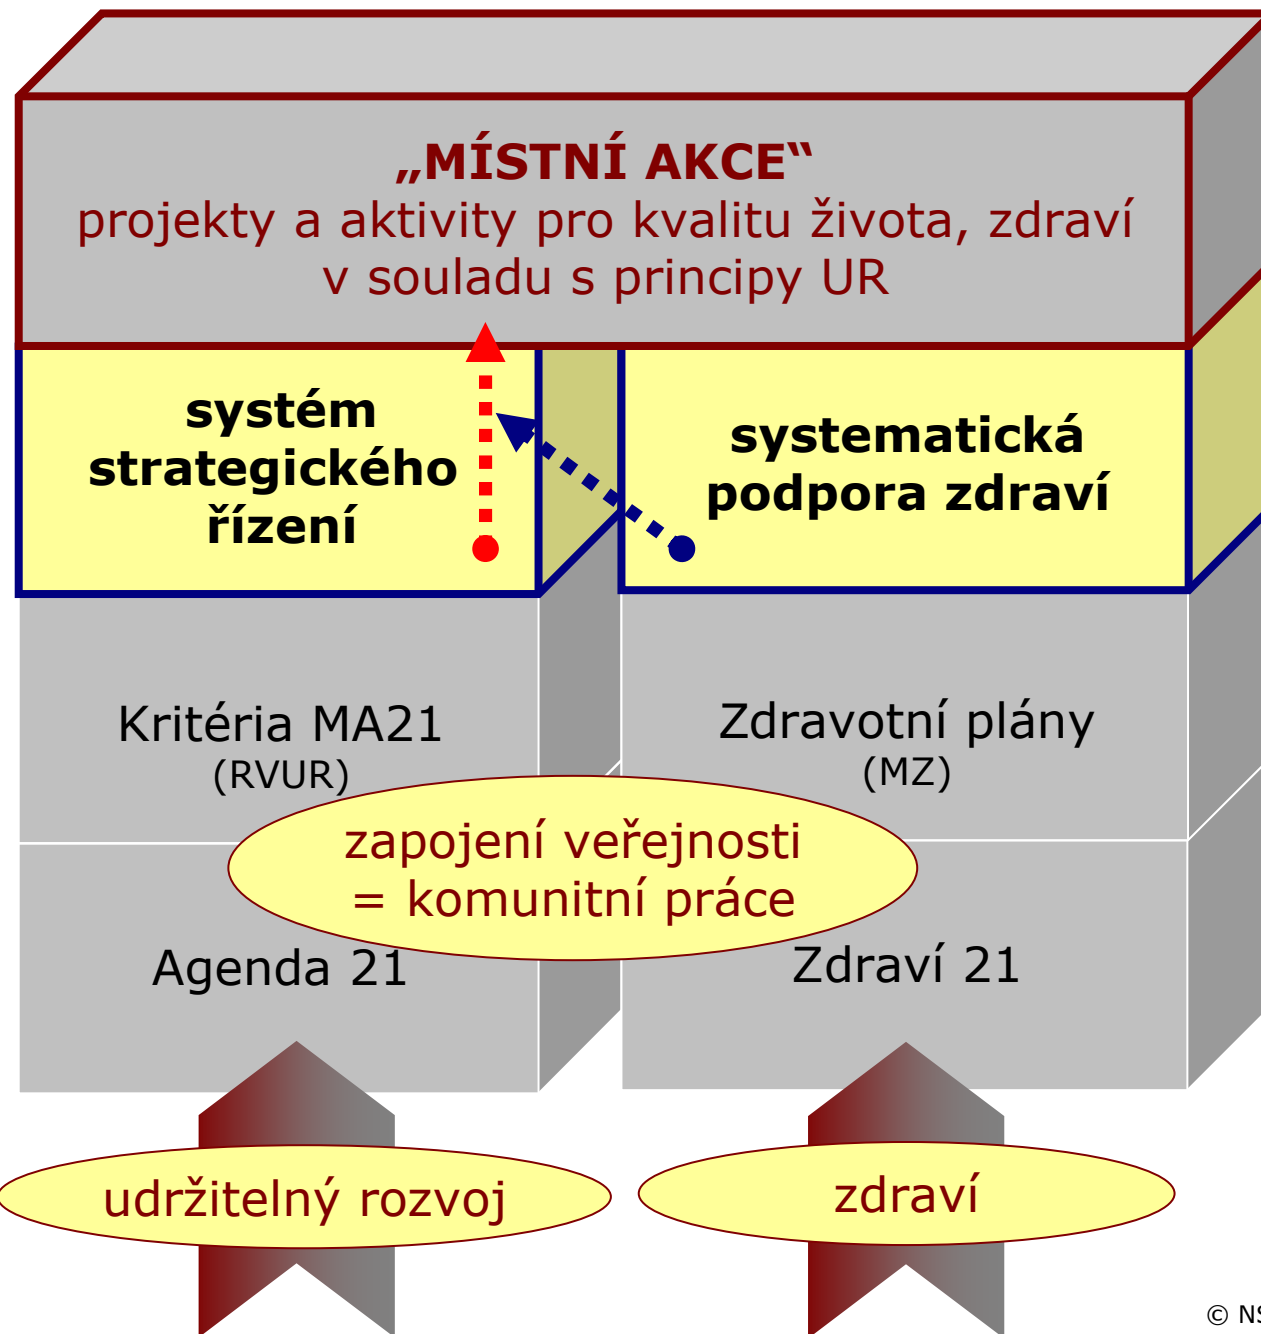 „MÍSTNÍ AKCE“
projekty a aktivity pro kvalitu života, zdraví
v souladu s principy UR
systém
strategického
řízení
systematická
podpora zdraví
Kritéria MA21
(RVUR)
Zdravotní plány
(MZ)
zapojení veřejnosti
= komunitní práce
Agenda 21
Zdraví 21
udržitelný rozvoj
zdraví
©